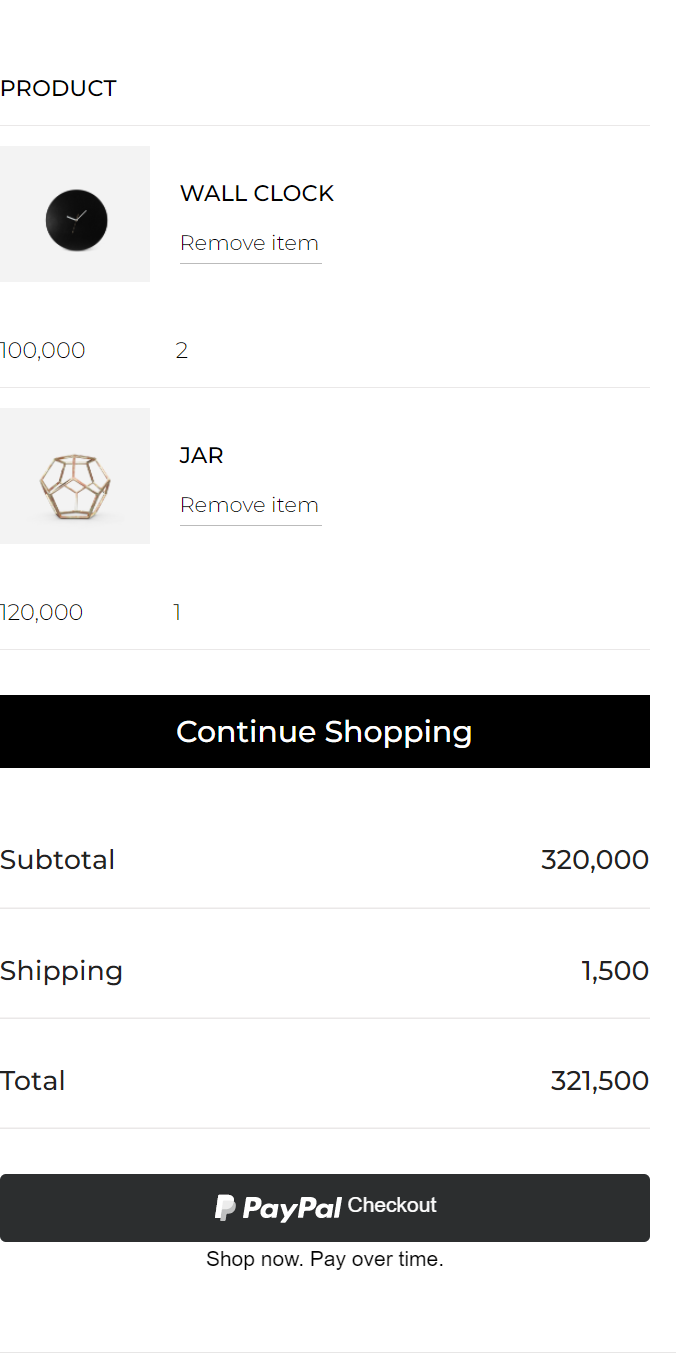 PRODUCT
WALL CLOCK
Remove item
100,000 2
JAR
Remove item
120,000 1
Continue Shopping
Subtotal 320,000
Shipping 1,500
Total 321,500
PayPal Checkout
Shop now. Pay over time.